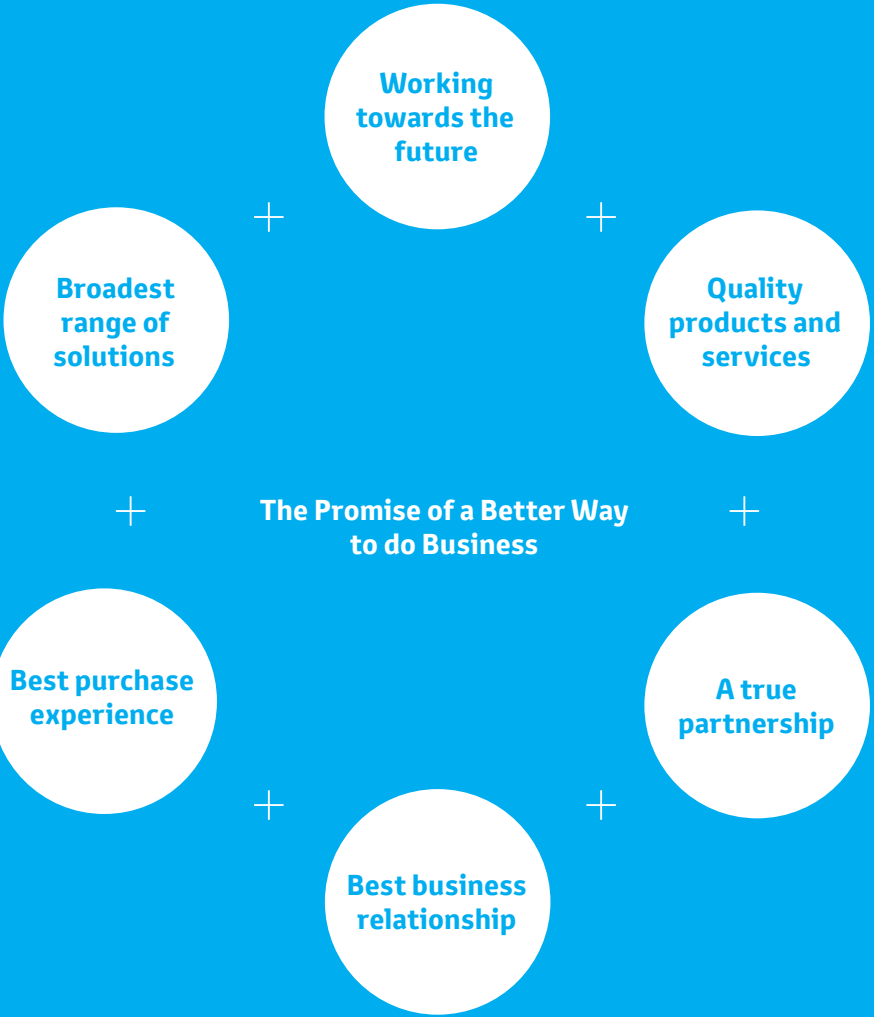 Working
towards the
future
Broadest
range of
solutions
Quality
products and
services
The Promise of a Better Way
to do Business
Best purchase
experience
A true
partnership
Best business
relationship